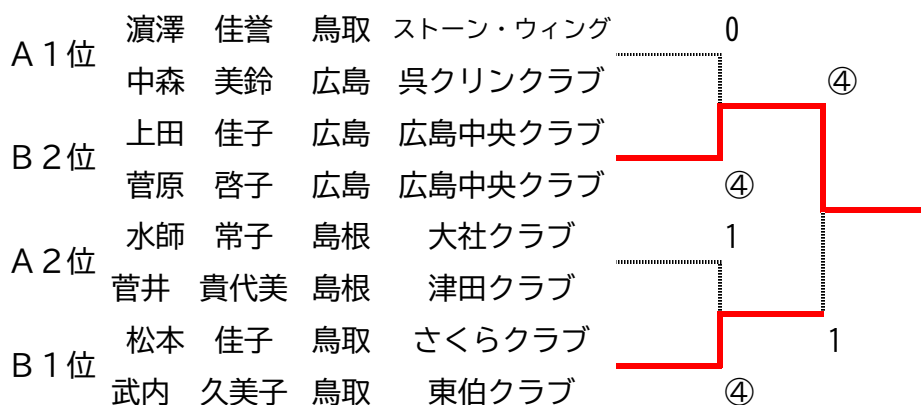 濵澤 佳誉 鳥取 ストーン・ウィング 0
A1位
中森 美鈴 広島 呉クリンクラブ ④
上田 佳子 広島 広島中央クラブ
B2位
菅原 啓子 広島 広島中央クラブ ④
水師 常子 島根 大社クラブ 1
A2位
菅井 貴代美 島根 津田クラブ
松本 佳子 鳥取 さくらクラブ 1
B1位
武内 久美子 鳥取 東伯クラブ ④